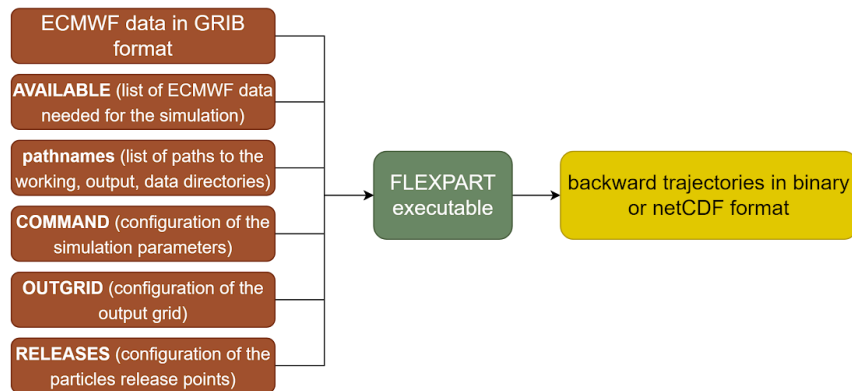 ECMWF data in GRIB
format
AVAILABLE (list of ECMWF data
needed for the simulation)
pathnames (list of paths to the
working, output, data directories)
COMMAND (configuration of the
simulation parameters)
OUTGRID (configuration of the
output grid)
RELEASES (configuration of the
particles release points)
FLEXPART
executable
backward trajectories in binary
or netCDF format